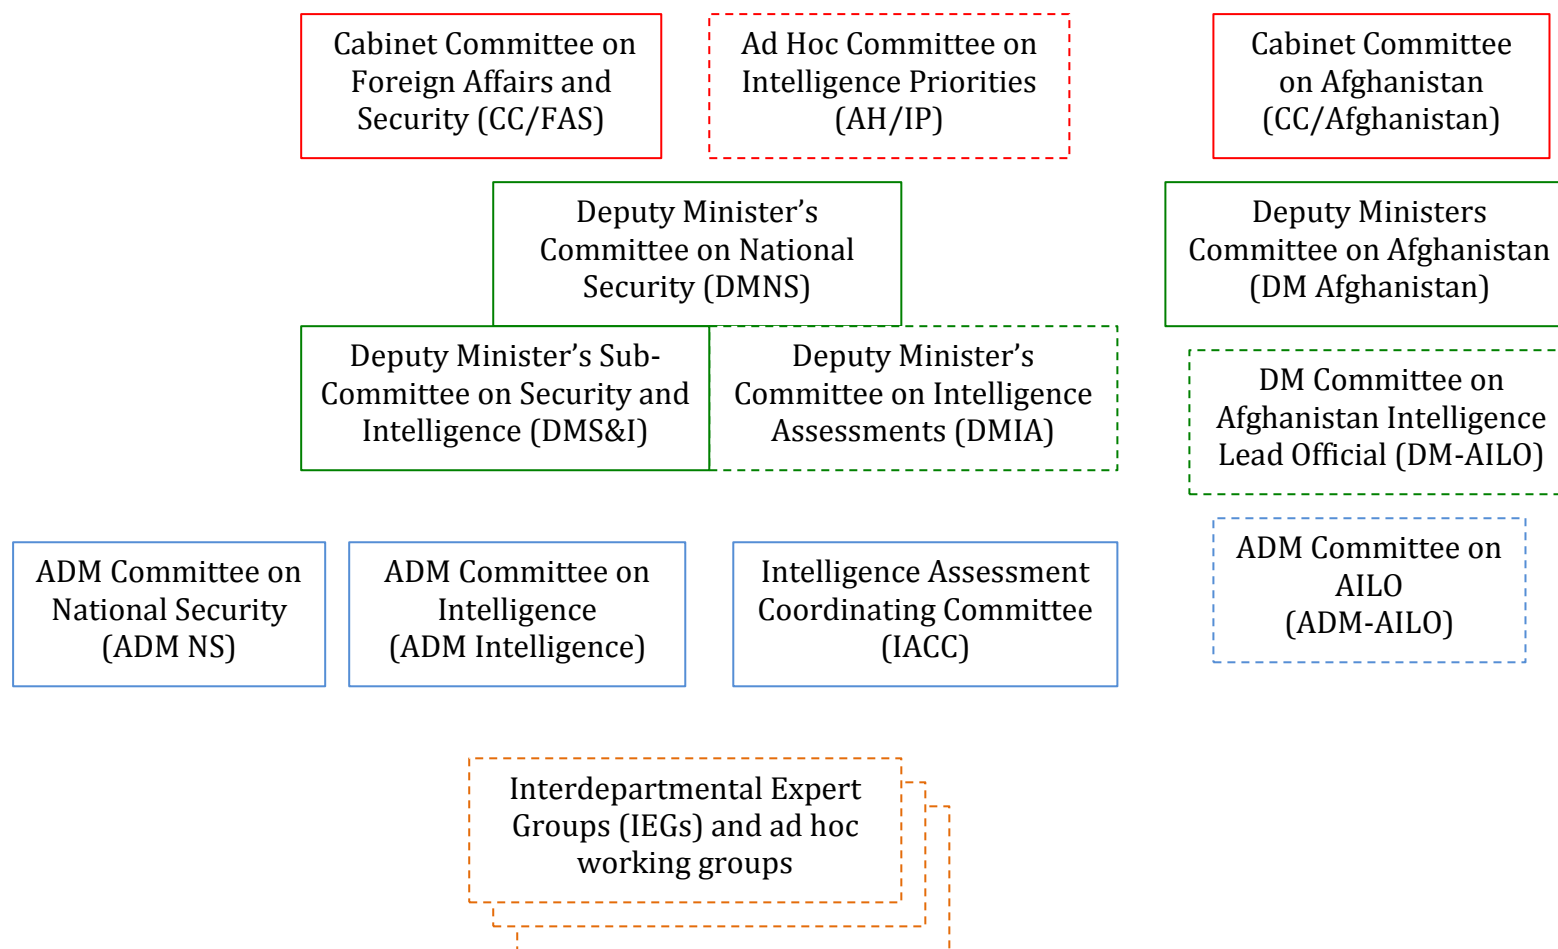 Cabinet Committee on
Foreign Affairs and
Security (CC/FAS)
Ad Hoc Committee on
Intelligence Priorities
(AH/IP)
Cabinet Committee
on Afghanistan
(CC/Afghanistan)
Deputy Minister’s
Committee on National
Security (DMNS)
Deputy Ministers
Committee on Afghanistan
(DM Afghanistan)
Deputy Minister’s Sub-
Committee on Security and
Intelligence (DMS&I)
Deputy Minister’s
Committee on Intelligence
Assessments (DMIA)
DM Committee on
Afghanistan Intelligence
Lead Official (DM-AILO)
ADM Committee on
National Security
(ADM NS)
ADM Committee on
Intelligence
(ADM Intelligence)
Intelligence Assessment
Coordinating Committee
(IACC)
ADM Committee on
AILO
(ADM-AILO)
Interdepartmental Expert
Groups (IEGs) and ad hoc
working groups